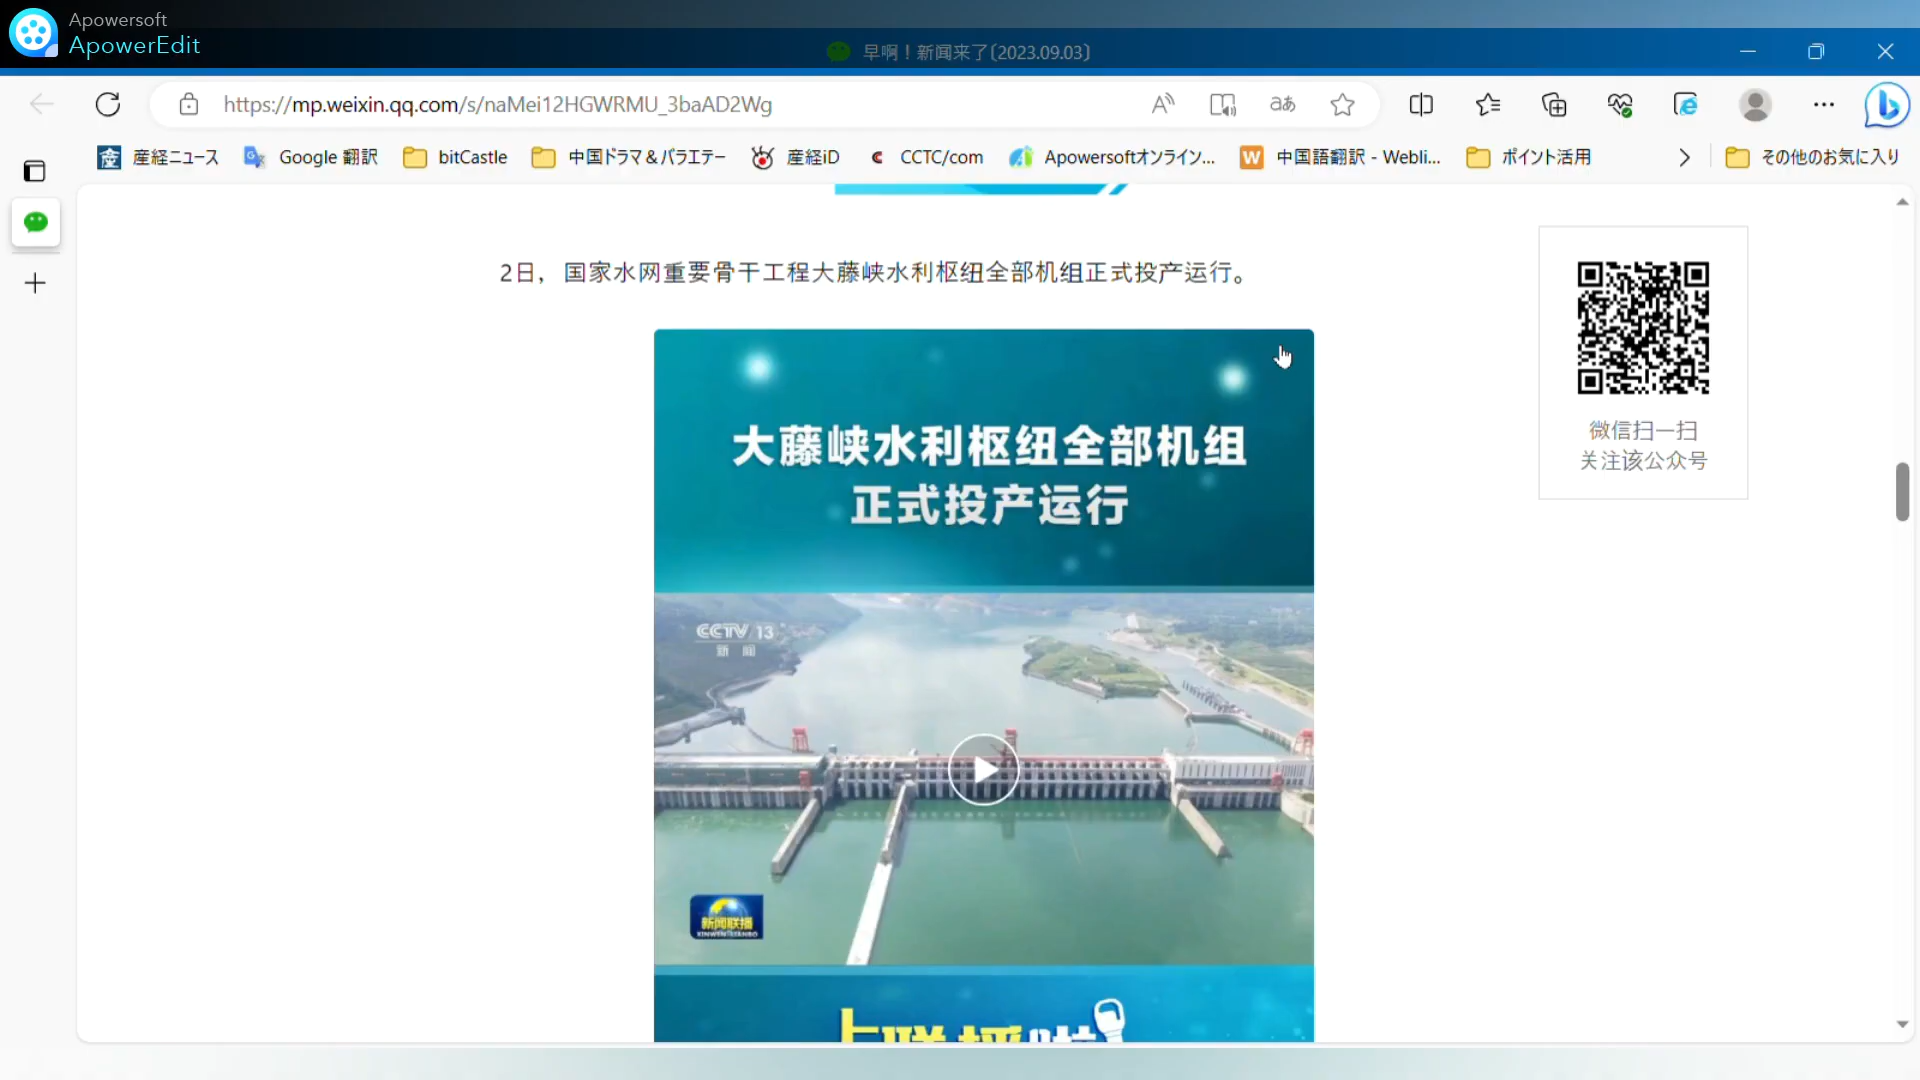 Apowersoft
ApowerEdit
早啊！新闻来了〔2023.09.03〕
https://mp.weixin.qq.com/s/naMei12HGWRMU_3baAD2Wg
産経ニュース
Google 翻訳
bitCastle
中国ドラマ＆バラエテー
産経iD
CCTC/com
Apowersoftオンライン...
中国語翻訳 - Webli...
ポイント活用
その他のお気に入り
2日，国家水网重要骨干工程大藤峡水利枢纽全部机组正式投产运行。
大藤峡水利枢纽全部机组
正式投产运行
CCTV 13
新闻
新闻联播
XINWEN LIANBO
微信扫一扫
关注该公众号